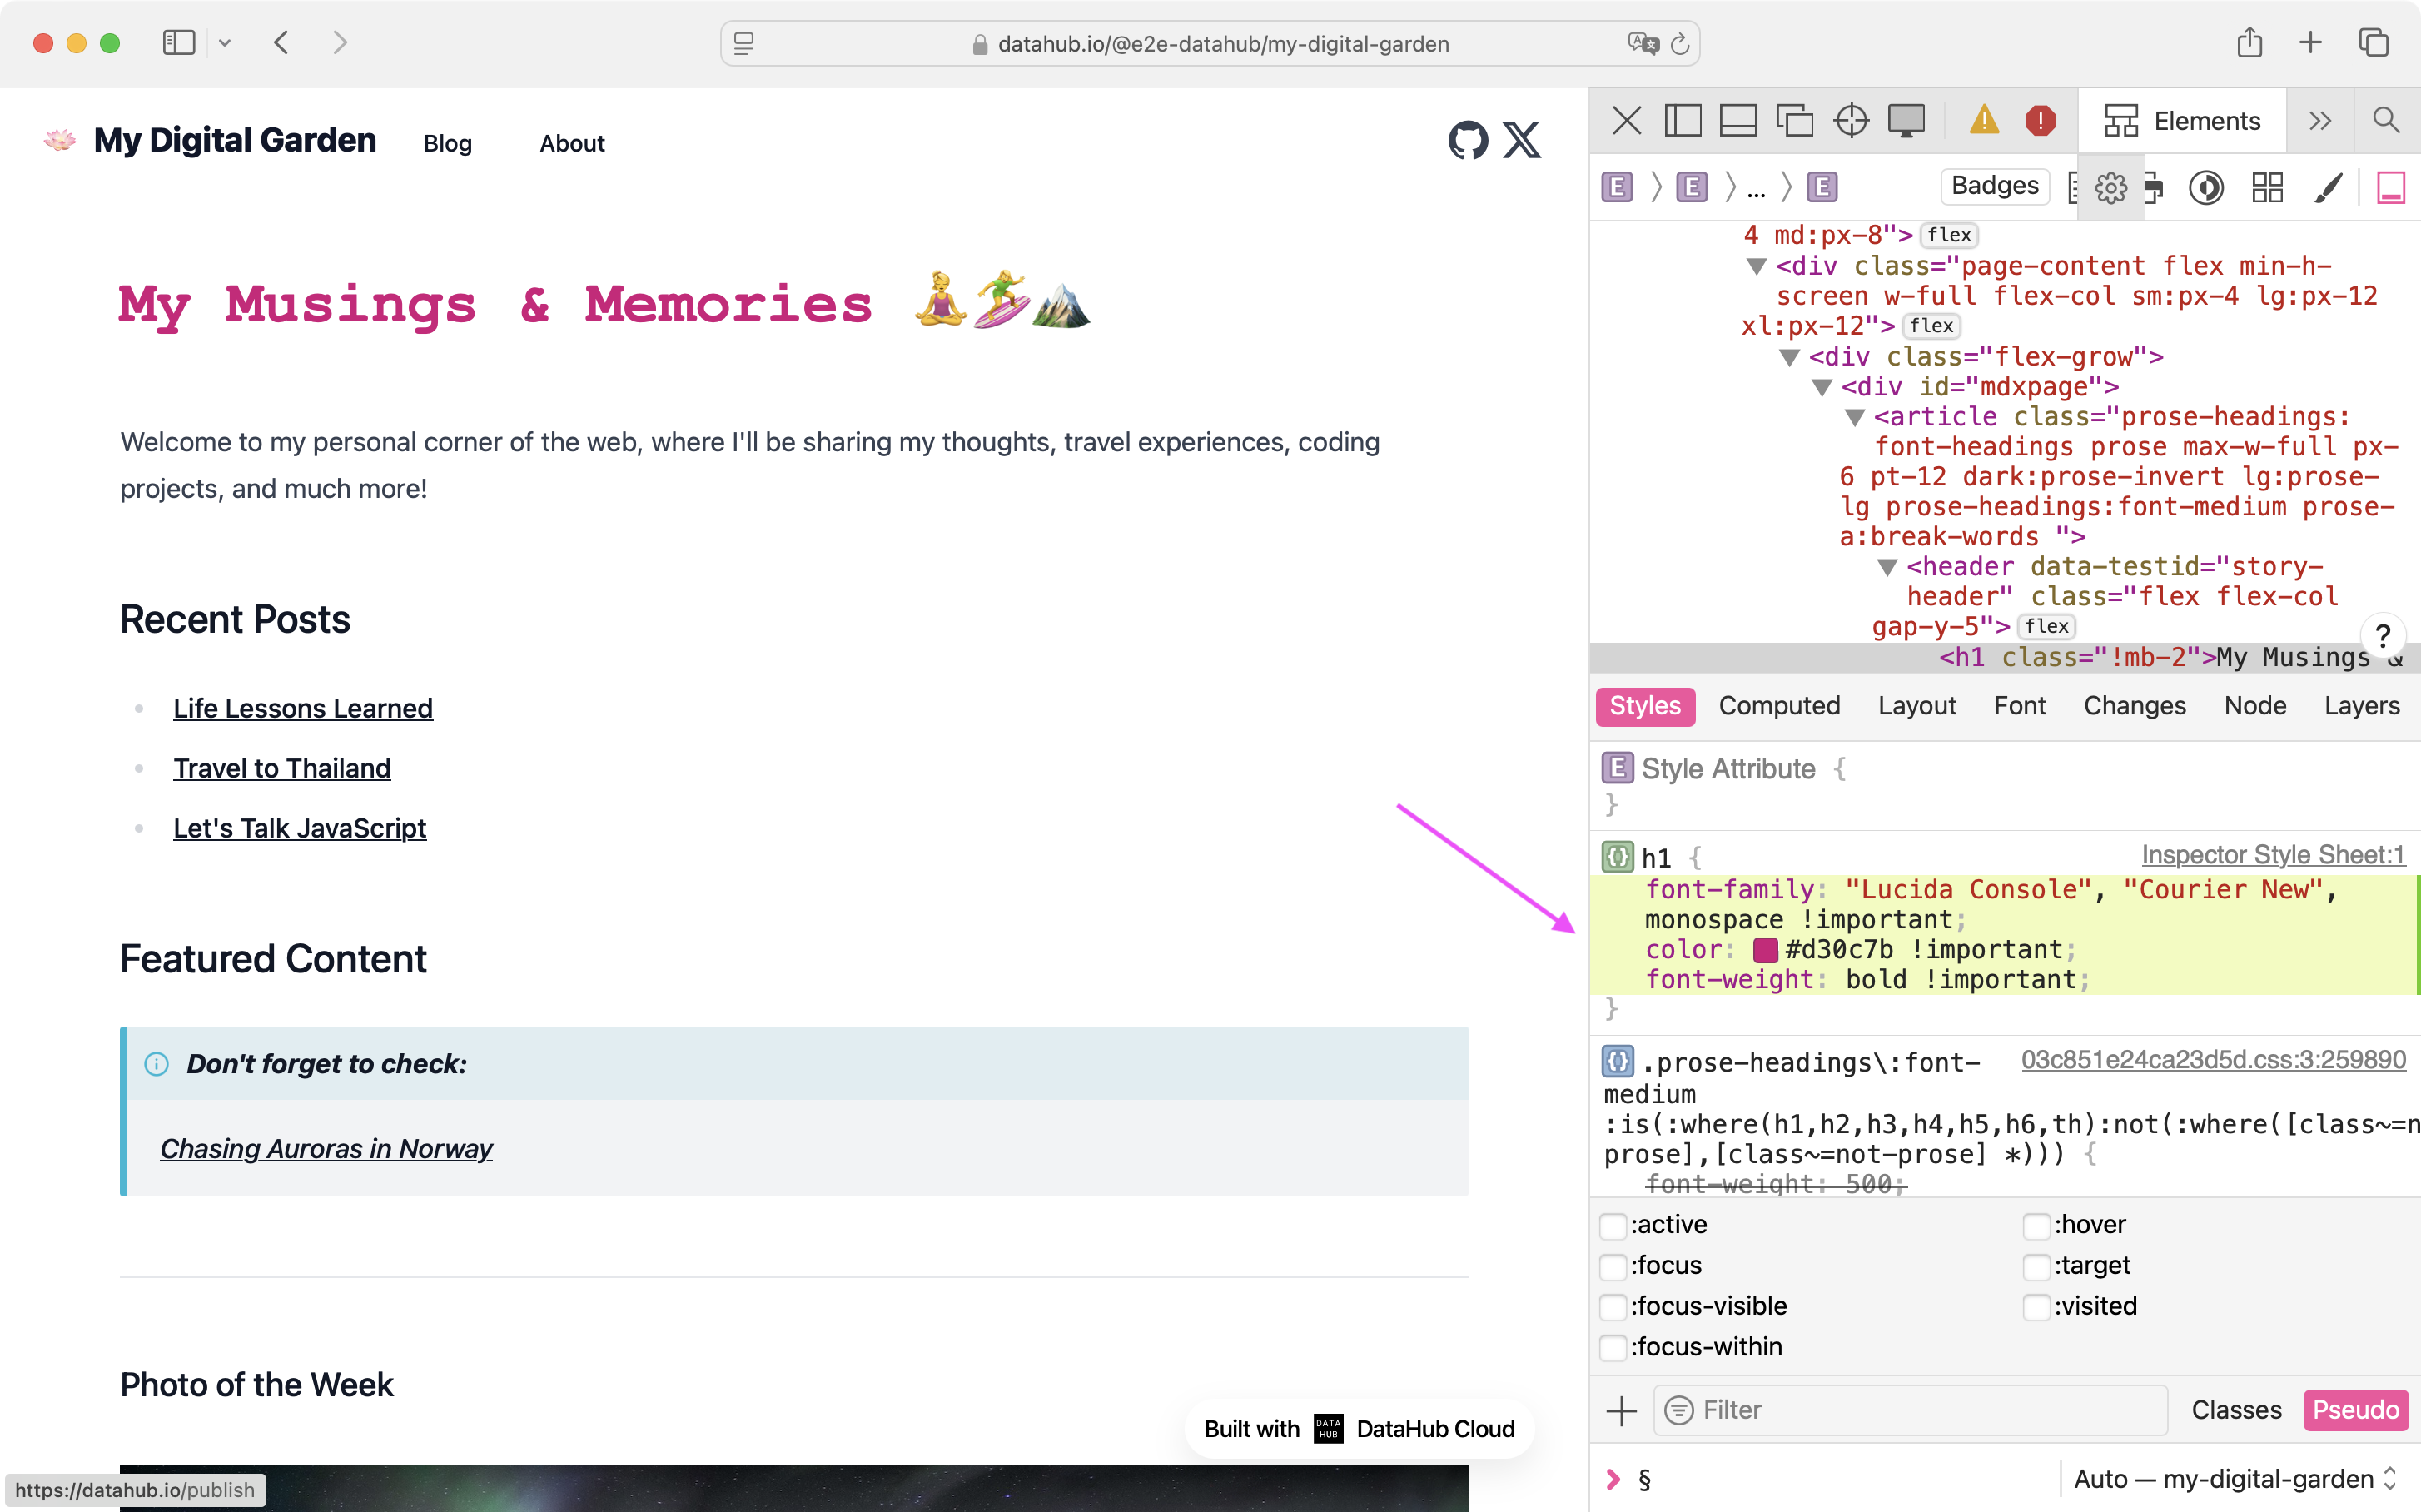 datahub.io/@e2e-datahub/my-digital-garden
My Digital Garden
Blog
About
My Musings & Memories 🧘‍♀️🏄‍♀️⛰️
Welcome to my personal corner of the web, where I'll be sharing my thoughts, travel experiences, coding
projects, and much more!
Recent Posts
Life Lessons Learned
Travel to Thailand
Let's Talk JavaScript
Featured Content
Don't forget to check:
Chasing Auroras in Norway
Photo of the Week
Built with DATA HUB DataHub Cloud
https://datahub.io/publish
Elements
E 〉 E 〉 ... 〉 E
Badges
4 md:px-8"> flex
<div class="page-content flex min-h-
screen w-full flex-col sm:px-4 lg:px-12
xl:px-12"> flex
<div class="flex-grow">
<div id="mdxpage">
<article class="prose-headings:
font-headings prose max-w-full px-
6 pt-12 dark:prose-invert lg:prose-
lg prose-headings:font-medium prose-
a:break-words ">
<header data-testid="story-
header" class="flex flex-col
gap-y-5"> flex
?
<h1 class="!mb-2">My Musings &
Styles
Computed
Layout
Font
Changes
Node
Layers
E Style Attribute {
}
h1 {
Inspector Style Sheet:1
font-family: "Lucida Console", "Courier New",
monospace !important;
color: #d30c7b !important;
font-weight: bold !important;
}
.prose-headings\:font-
03c851e24ca23d5d.css:3:259890
medium
:is(:where(h1,h2,h3,h4,h5,h6,th):not(:where([class~=n
prose],[class~=not-prose] *))) {
font-weight: 500;
:active
:hover
:focus
:target
:focus-visible
:visited
:focus-within
Filter
Classes
Pseudo
§
Auto — my-digital-garden